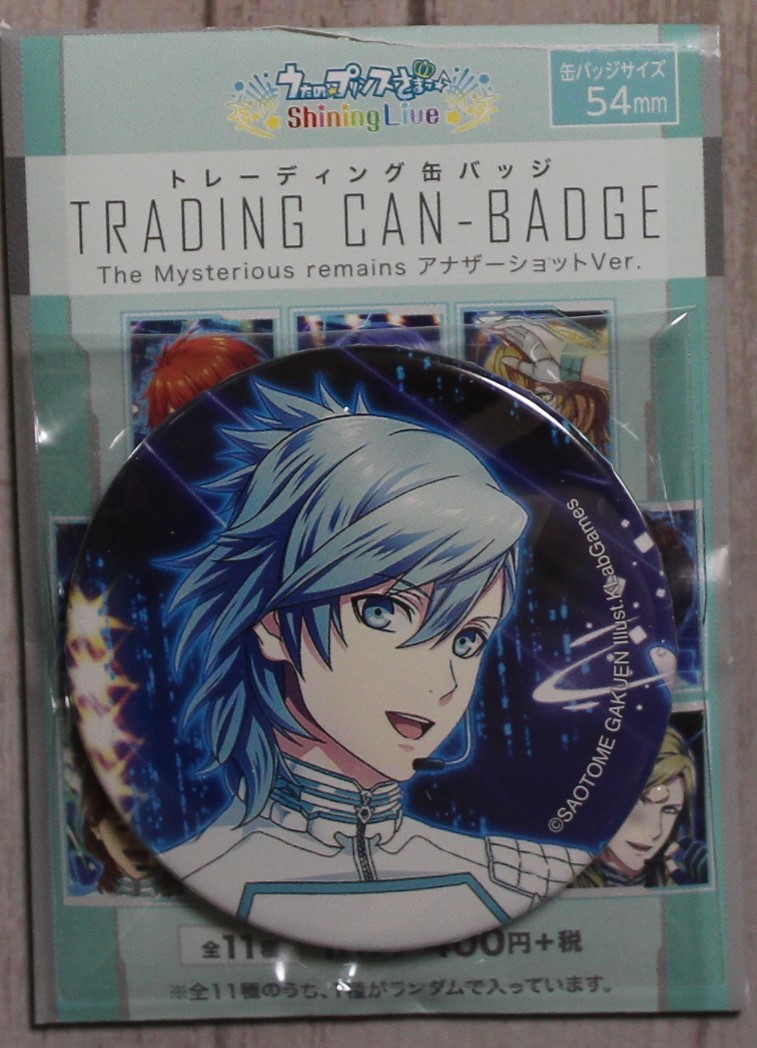 うたの☆プリンスさまっ♪
Shining Live
缶バッジサイズ
54mm
トレーディング缶バッジ
TRADING CAN-BADGE
The Mysterious remains アナザーショットVer.
©SAOTOME GAKUEN Illust.KLabGames
全11種
円+税
※全11種のうち、1種がランダムで入っています。